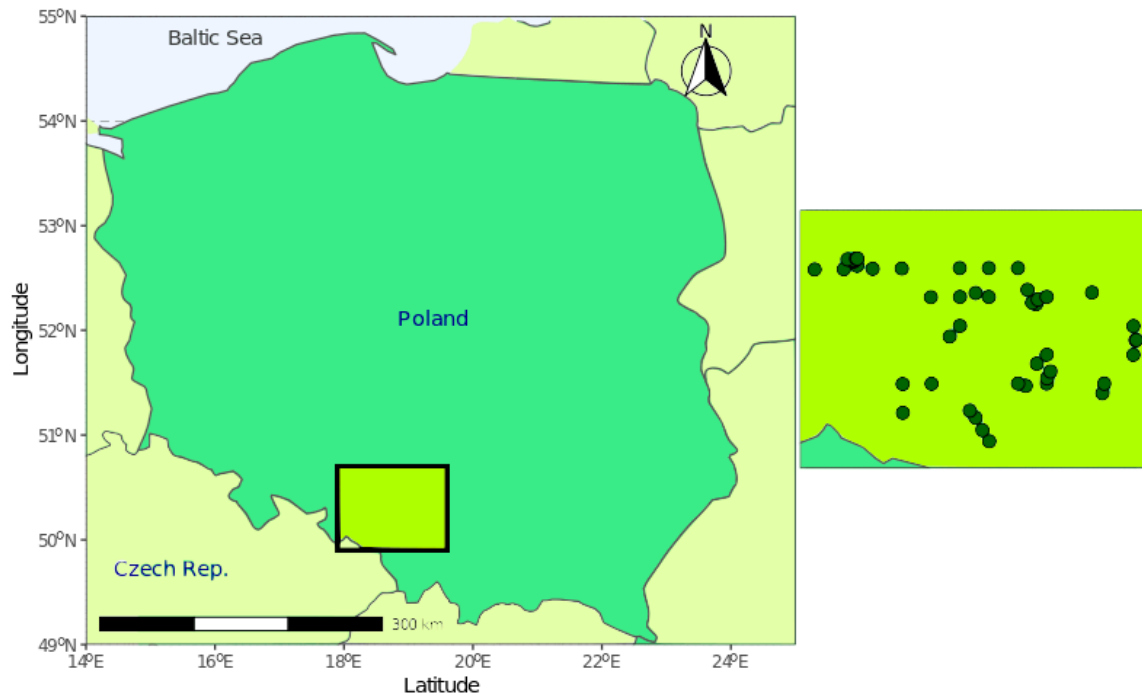 55°N
Baltic Sea
N
54°N
53°N
Longitude
52°N
Poland
51°N
50°N
Czech Rep.
300 km
49°N
14°E 16°E 18°E 20°E 22°E 24°E
Latitude